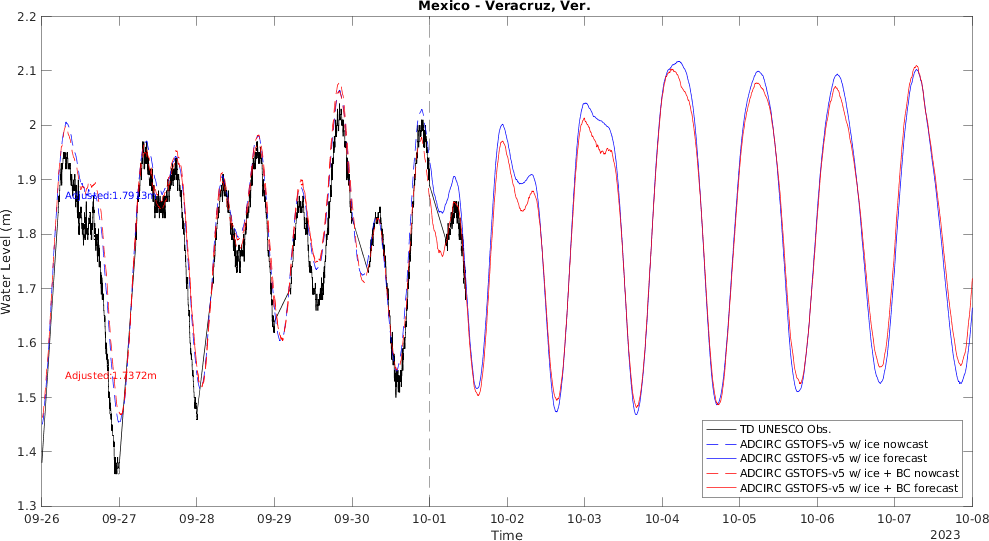 Mexico - Veracruz, Ver.
2.2
2.1
2
1.9
1.8
1.7
1.6
1.5
1.4
1.3
Water Level (m)
Adjusted:1.7913m
Adjusted:1.7372m
TD UNESCO Obs.
ADCIRC GSTOFS-v5 w/ ice nowcast
ADCIRC GSTOFS-v5 w/ ice forecast
ADCIRC GSTOFS-v5 w/ ice + BC nowcast
ADCIRC GSTOFS-v5 w/ ice + BC forecast
09-26 09-27 09-28 09-29 09-30 10-01 10-02 10-03 10-04 10-05 10-06 10-07 10-08
Time
2023